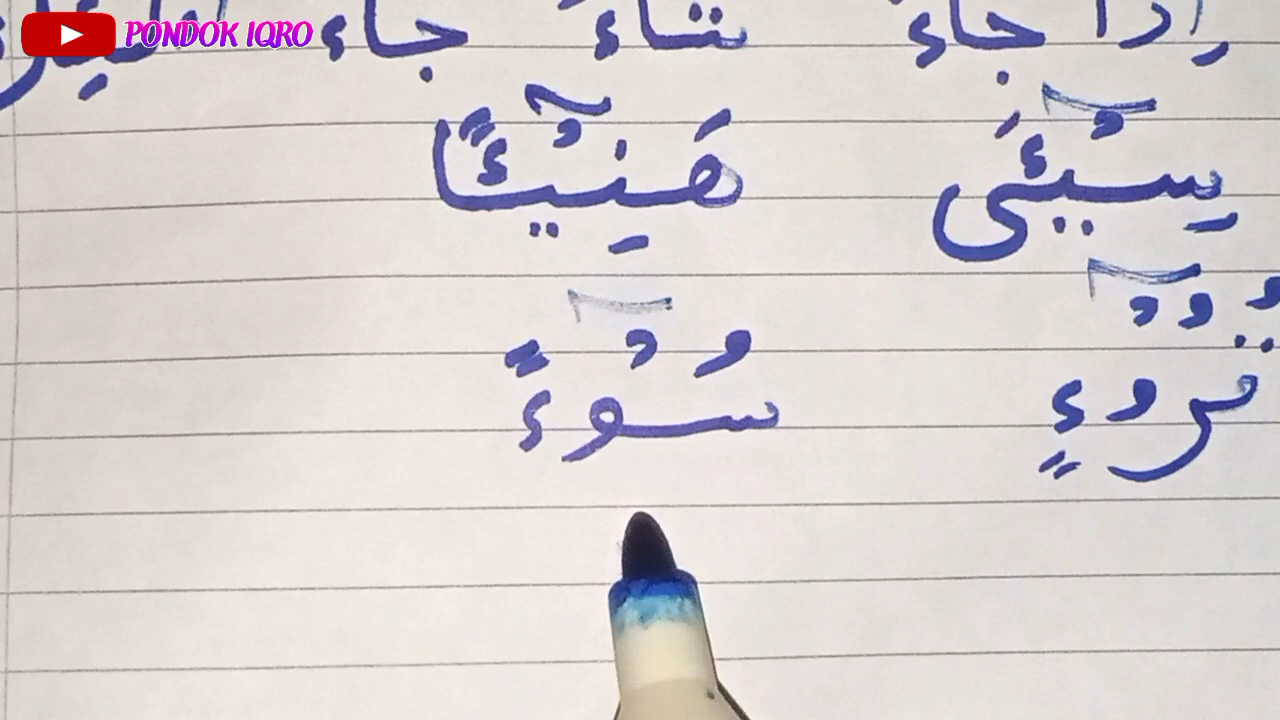 PONDOK IQRO
إِذَا جَاءَ شَاءَ جَاءَ
سِيْٓئَى هَنِيْٓئًا
قُرُوْٓءٍ سُوْٓءً